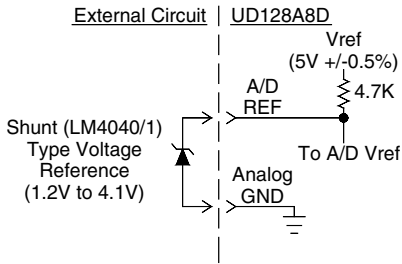 External Circuit
UD128A8D
Vref
(5V +/-0.5%)
4.7K
A/D
REF
Shunt (LM4040/1)
Type Voltage
Reference
(1.2V to 4.1V)
To A/D Vref
Analog
GND